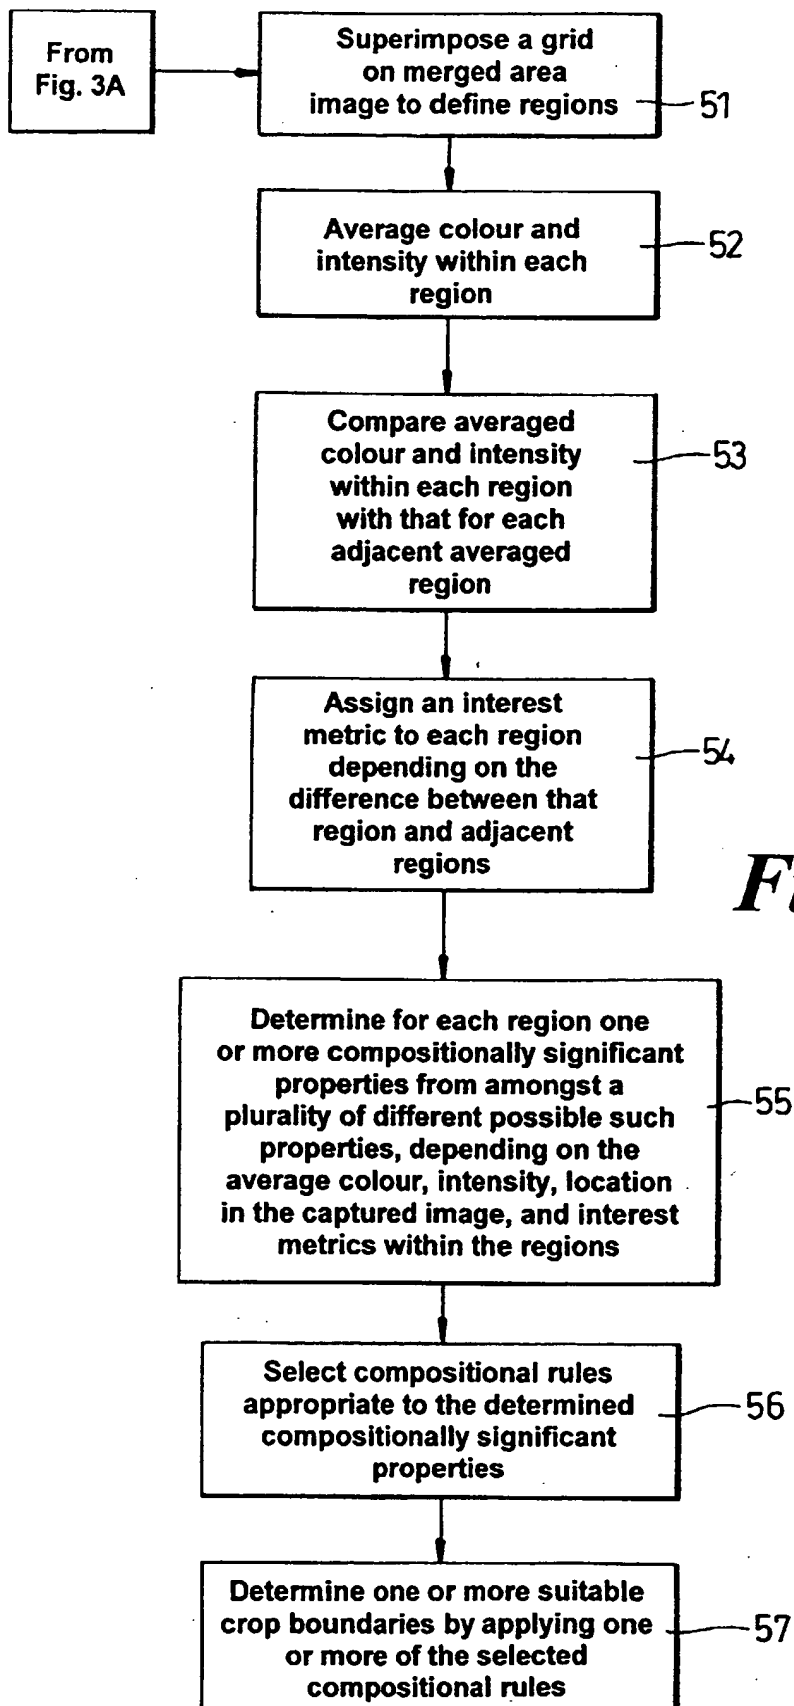 From
Fig. 3A
Superimpose a grid
on merged area
image to define regions
51
Average colour and
intensity within each
region
52
Compare averaged
colour and intensity
within each region
with that for each
adjacent averaged
region
53
Assign an interest
metric to each region
depending on the
difference between that
region and adjacent
regions
54
Determine for each region one
or more compositionally significant
properties from amongst a
plurality of different possible such
properties, depending on the
average colour, intensity, location
in the captured image, and interest
metrics within the regions
55
Select compositional rules
appropriate to the determined
compositionally significant
properties
56
Determine one or more suitable
crop boundaries by applying one
or more of the selected
compositional rules
57